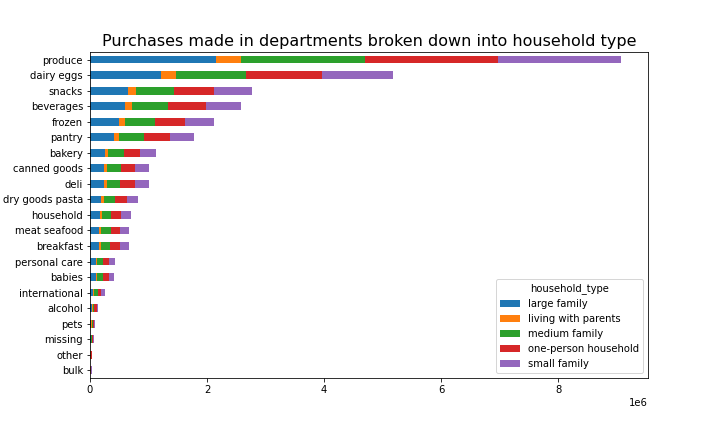 Purchases made in departments broken down into household type
produce
dairy eggs
snacks
beverages
frozen
pantry
bakery
canned goods
deli
dry goods pasta
household
meat seafood
breakfast
personal care
babies
international
alcohol
pets
missing
other
bulk
household_type
large family
living with parents
medium family
one-person household
small family
0 2 4 6 8
1e6